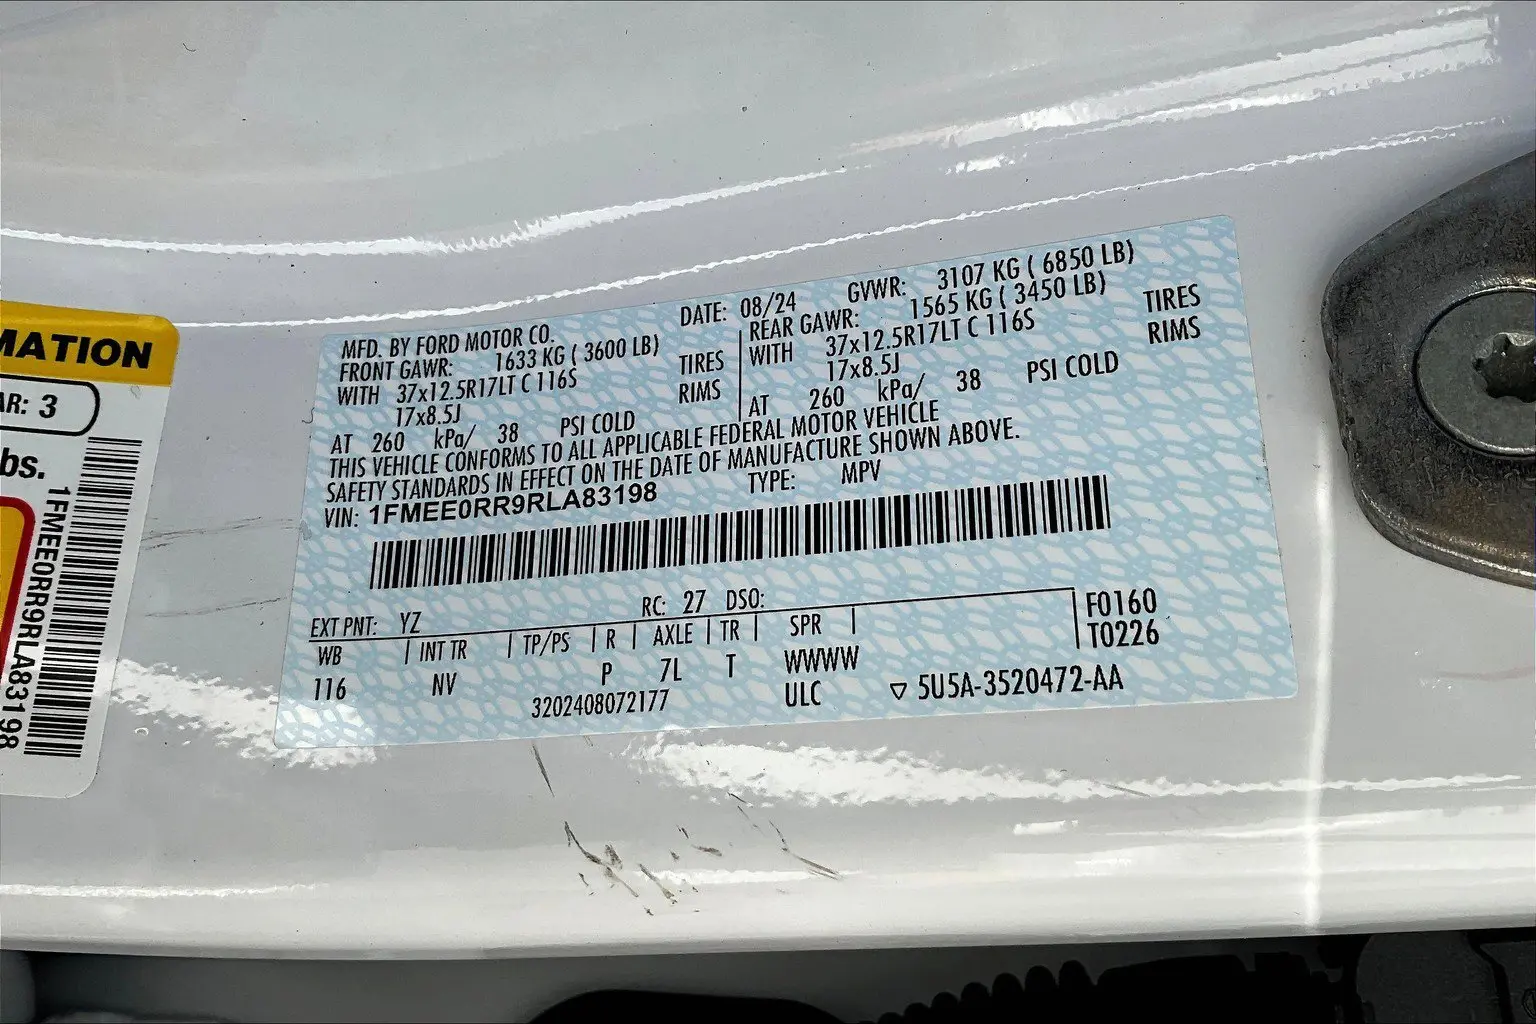 MATION
AR: 3
bs.
1FMEE0RR9RLA83198
MFD. BY FORD MOTOR CO.
DATE: 08/24
GVWR: 3107 KG ( 6850 LB)
FRONT GAWR: 1633 KG ( 3600 LB)
WITH 37x12.5R17LT C 116S TIRES
17x8.5J RIMS
AT 260 kPa/ 38 PSI COLD
REAR GAWR: 1565 KG ( 3450 LB)
WITH 37x12.5R17LT C 116S TIRES
17x8.5J RIMS
AT 260 kPa/ 38 PSI COLD
THIS VEHICLE CONFORMS TO ALL APPLICABLE FEDERAL MOTOR VEHICLE
SAFETY STANDARDS IN EFFECT ON THE DATE OF MANUFACTURE SHOWN ABOVE.
VIN: 1FMEE0RR9RLA83198 TYPE: MPV
EXT PNT: YZ RC: 27 DSO:
WB INT TR TP/PS R AXLE TR SPR F0160
T0226
116 NV P 7L T WWWW
3202408072177 ULC ▽ 5U5A-3520472-AA